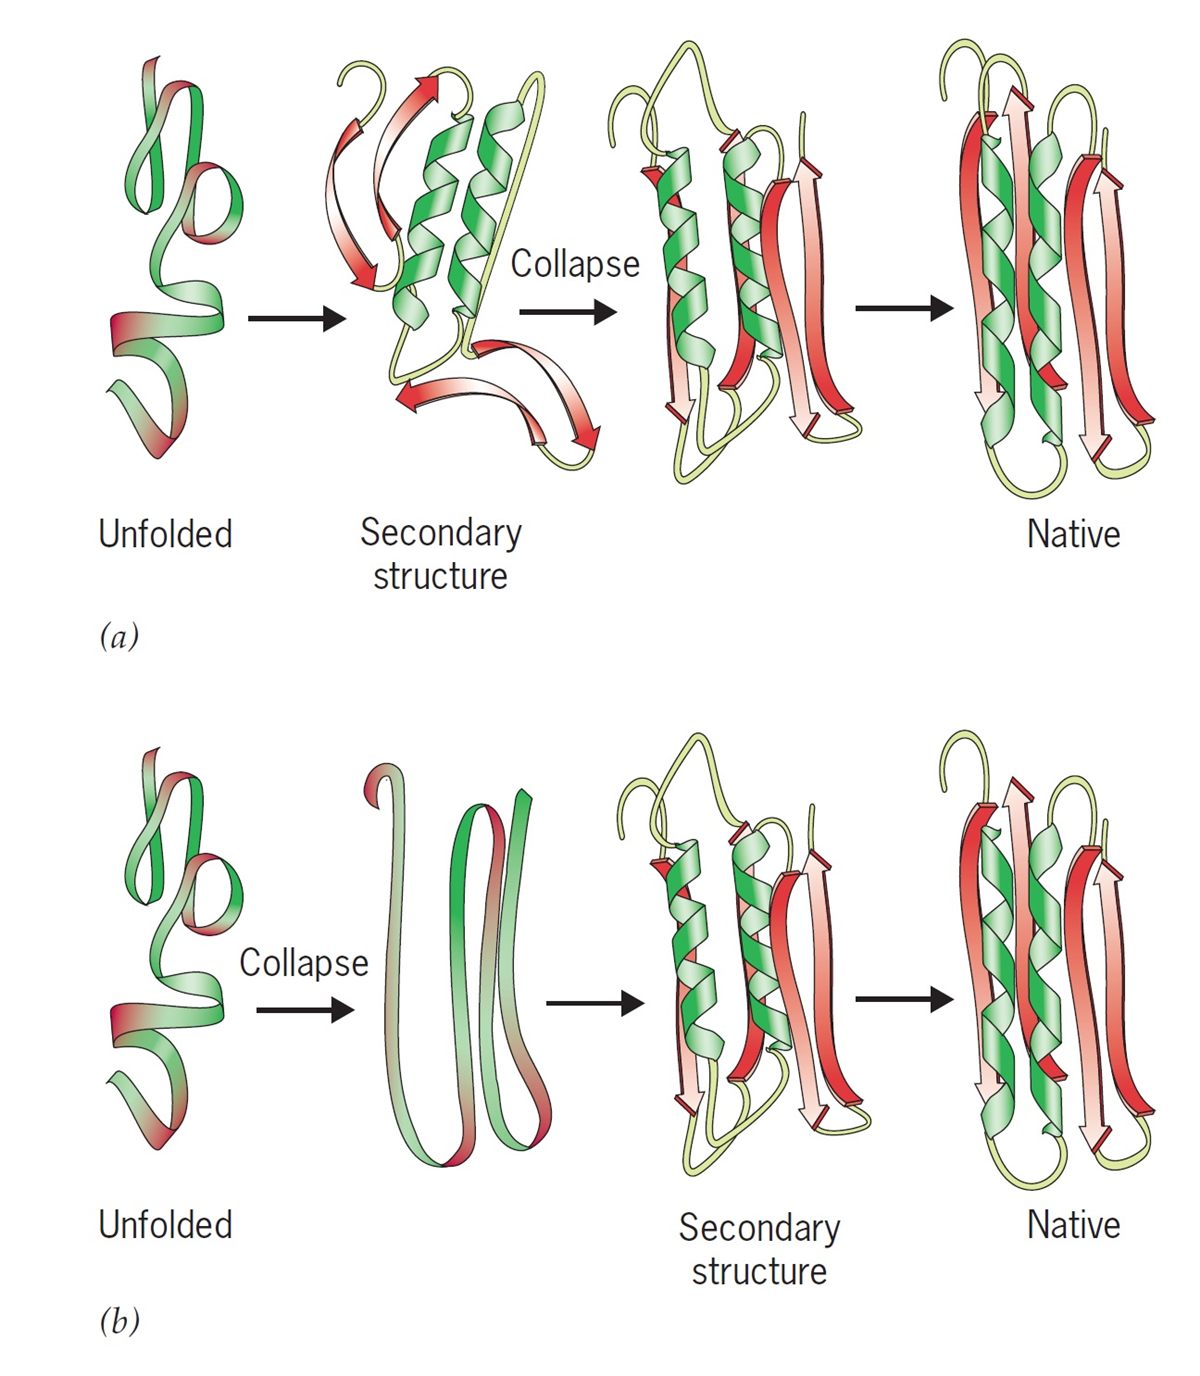 Collapse
Unfolded
Secondary
structure
Native
(a)
Collapse
Unfolded
Secondary
structure
Native
(b)